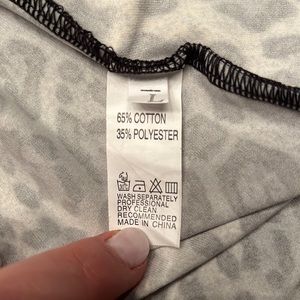 L
65% COTTON
35% POLYESTER
WASH SEPARATELY
PROFESSIONAL
DRY CLEAN
RECOMMENDED
MADE IN CHINA